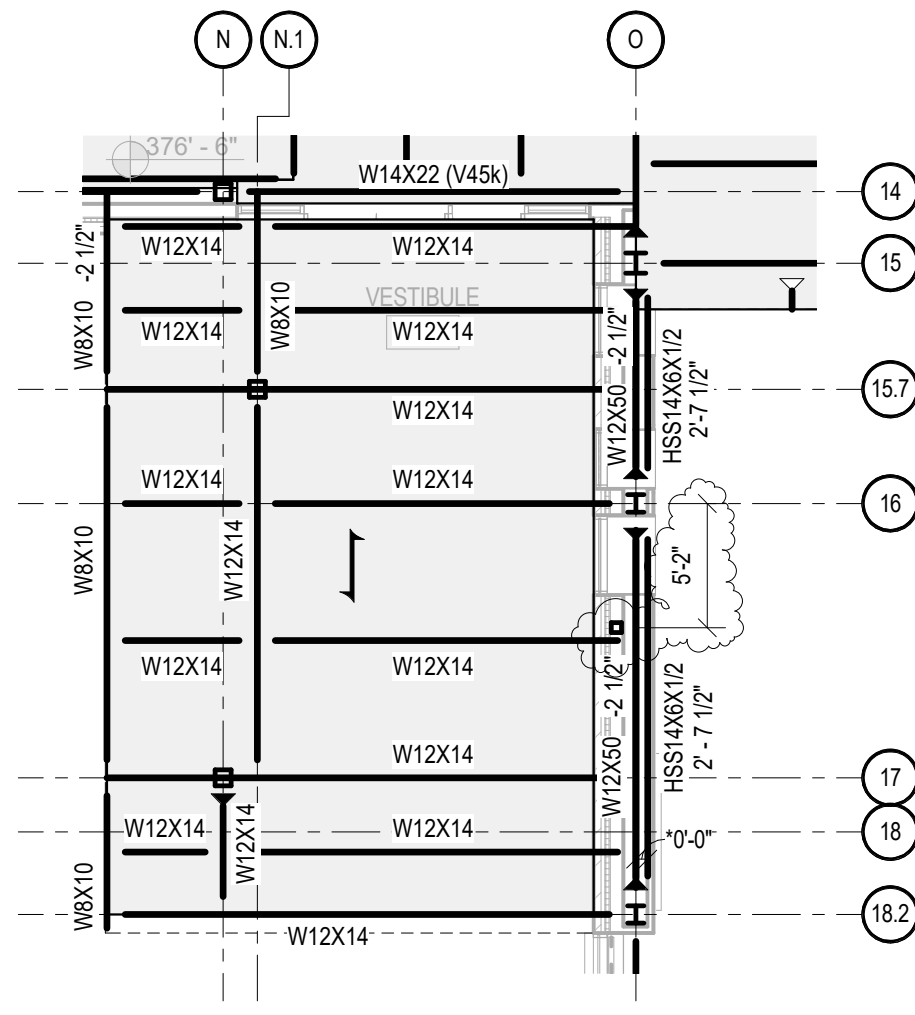 N
N.1
O
376' - 6"
W14X22 (V45k)
14
W12X14
W12X14
-2 1/2"
W8X10
15
W8X10
VESTIBULE
W12X14
W12X14
-2 1/2"
W12X50
HSS14X6X1/2
2'-7 1/2"
15.7
W12X14
W12X14
W12X14
16
W8X10
W12X14
5'-2"
W12X14
W12X14
-2 1/2"
W12X50
HSS14X6X1/2
2' - 7 1/2"
W12X14
17
W12X14
W12X14
W12X14
18
*0'-0"
W8X10
18.2
W12X14